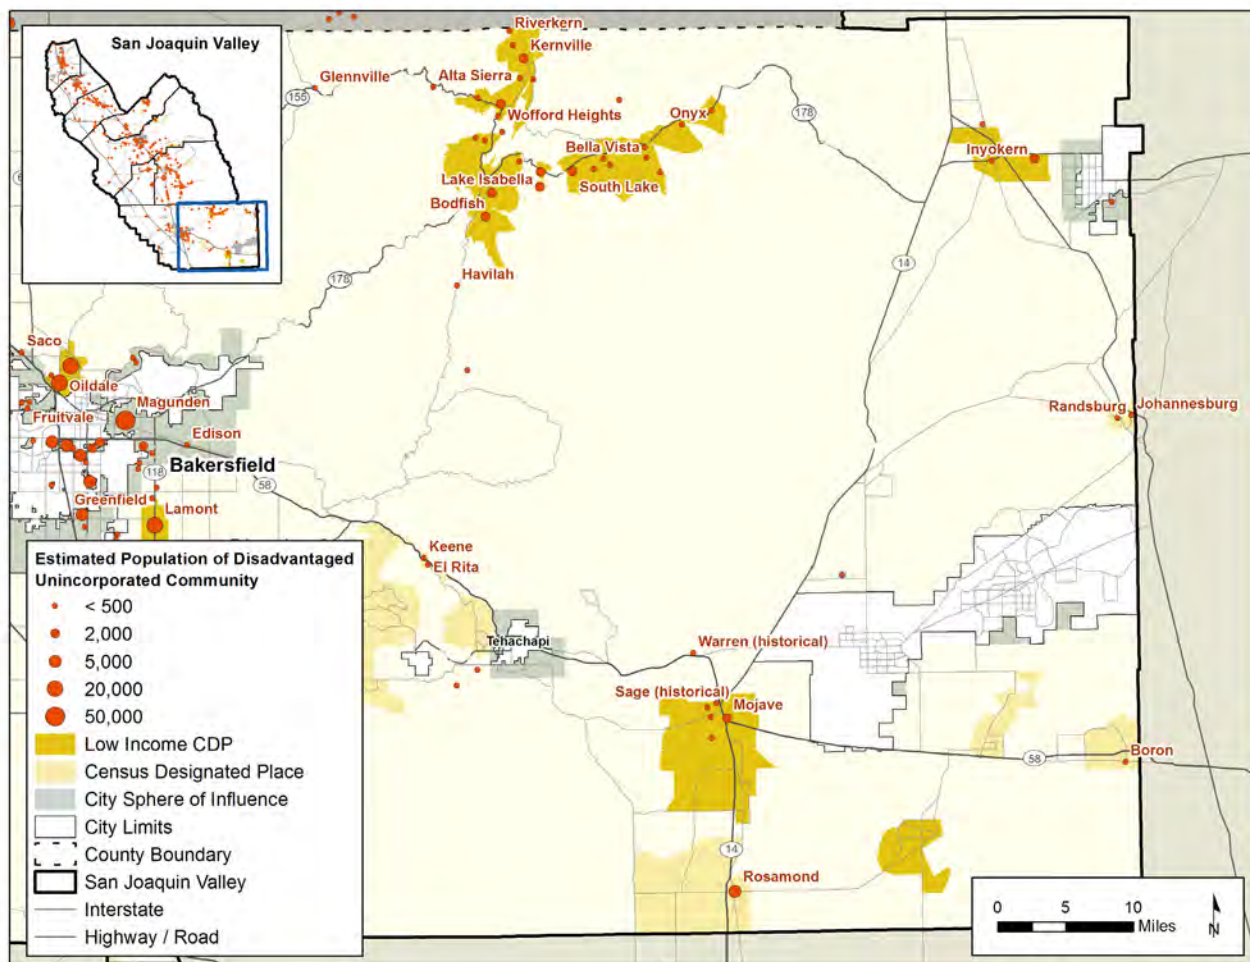 San Joaquin Valley
Riverkern
Kernville
Glennville
Alta Sierra
155
Wofford Heights
Onyx
178
Bella Vista
Inyokern
Lake Isabella
South Lake
Bodfish
14
Havilah
178
Saco
Oildale
Magunden
Fruitvale
Randsburg
Johannesburg
Edison
Bakersfield
118
58
Greenfield
Lamont
Keene
El Rita
Tehachapi
Warren (historical)
Sage (historical)
Mojave
58
Boron
14
Rosamond
Estimated Population of Disadvantaged
Unincorporated Community
< 500
2,000
5,000
20,000
50,000
Low Income CDP
Census Designated Place
City Sphere of Influence
City Limits
County Boundary
San Joaquin Valley
Interstate
Highway / Road
0 5 10
Miles
N